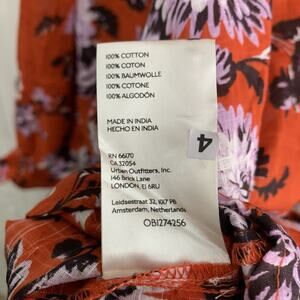 100% COTTON
100% COTON
100% BAUMWOLLE
100% COTONE
100% ALGODÓN
MADE IN INDIA
HECHO EN INDIA
RN 66170
CA 32054
Urban Outfitters, Inc.
146 Brick Lane
LONDON, E1 6RU
Leidsestraat 32, 1017 PB
Amsterdam, Netherlands
OB1274256
4